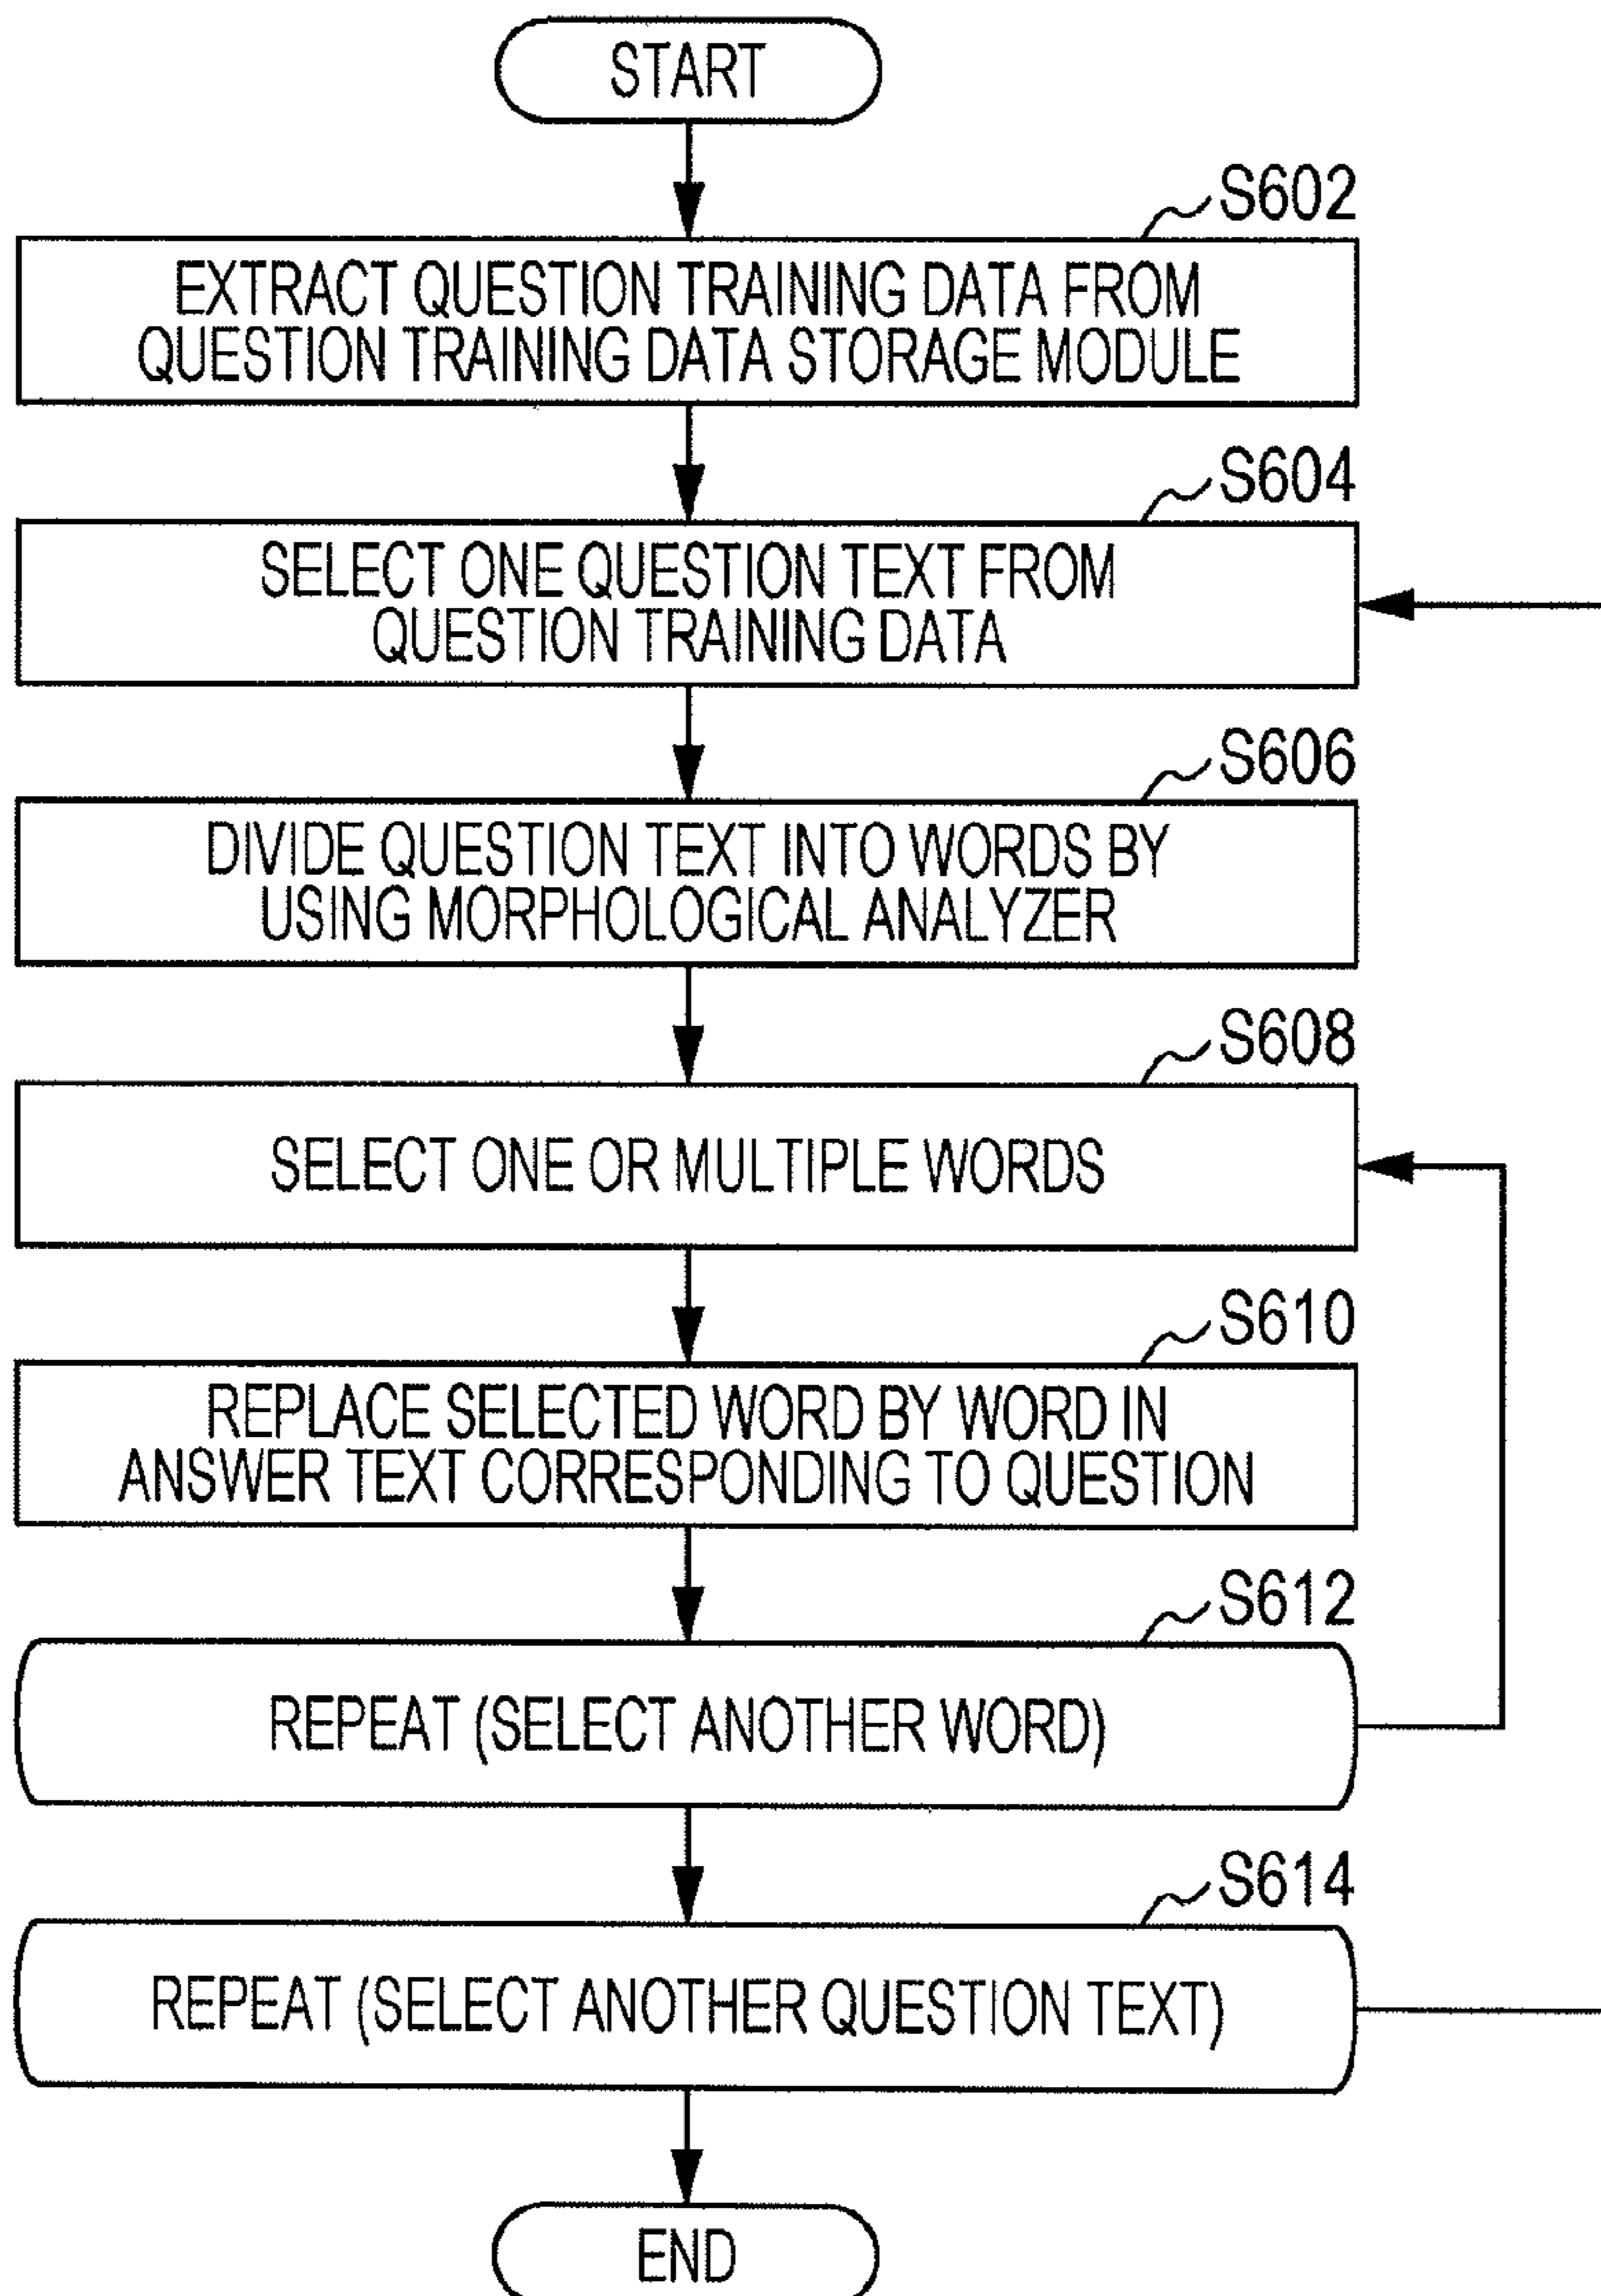 START
S602
EXTRACT QUESTION TRAINING DATA FROM
QUESTION TRAINING DATA STORAGE MODULE
S604
SELECT ONE QUESTION TEXT FROM
QUESTION TRAINING DATA
S606
DIVIDE QUESTION TEXT INTO WORDS BY
USING MORPHOLOGICAL ANALYZER
S608
SELECT ONE OR MULTIPLE WORDS
S610
REPLACE SELECTED WORD BY WORD IN
ANSWER TEXT CORRESPONDING TO QUESTION
S612
REPEAT (SELECT ANOTHER WORD)
S614
REPEAT (SELECT ANOTHER QUESTION TEXT)
END